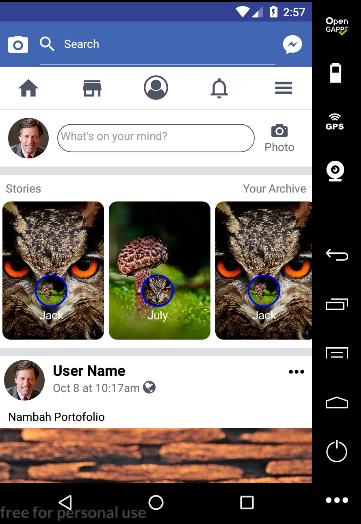 2:57
Open
GAPPS
Search
GPS
What's on your mind?
Photo
Stories
Your Archive
Jack
July
Jack
User Name
Oct 8 at 10:17am
Nambah Portofolio
free for personal use